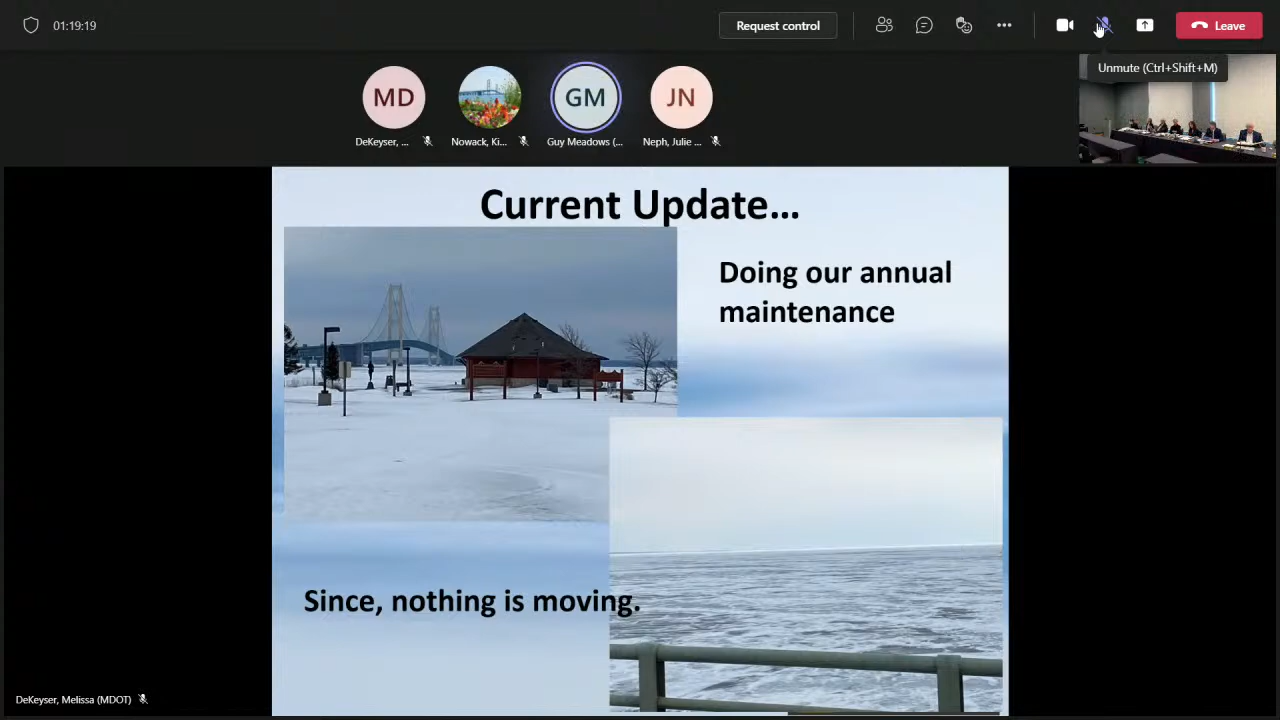 01:19:19
Request control
Leave
Unmute (Ctrl+Shift+M)
MD
GM
JN
DeKeyser, ...
Nowack, Ki...
Guy Meadows (...
Neph, Julie ...
Current Update...
Doing our annual
maintenance
Since, nothing is moving.
DeKeyser, Melissa (MDOT)